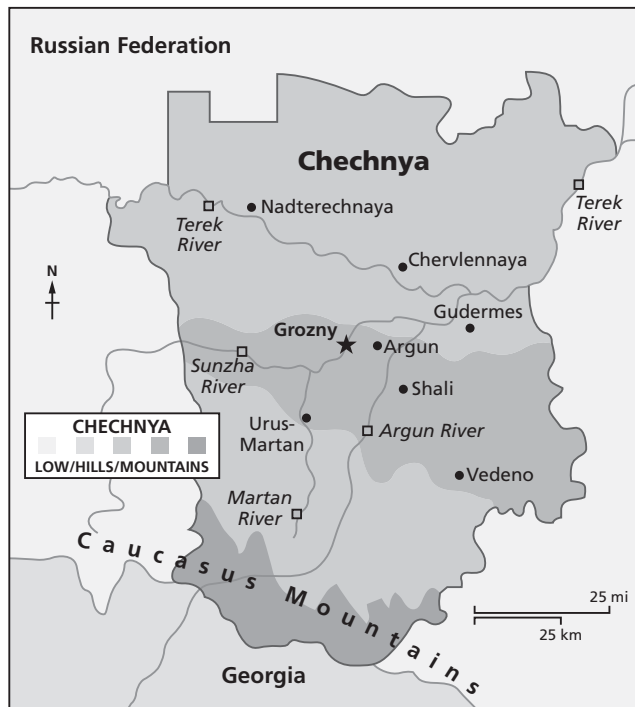 Russian Federation
Chechnya
Terek
River
Nadterechnaya
Terek
River
Chervlennaya
N
Gudermes
Grozny
Argun
Sunzha
River
Shali
CHECHNYA
LOW/HILLS/MOUNTAINS
Urus-
Martan
Argun River
Vedeno
Martan
River
Caucasus Mountains
25 mi
25 km
Georgia